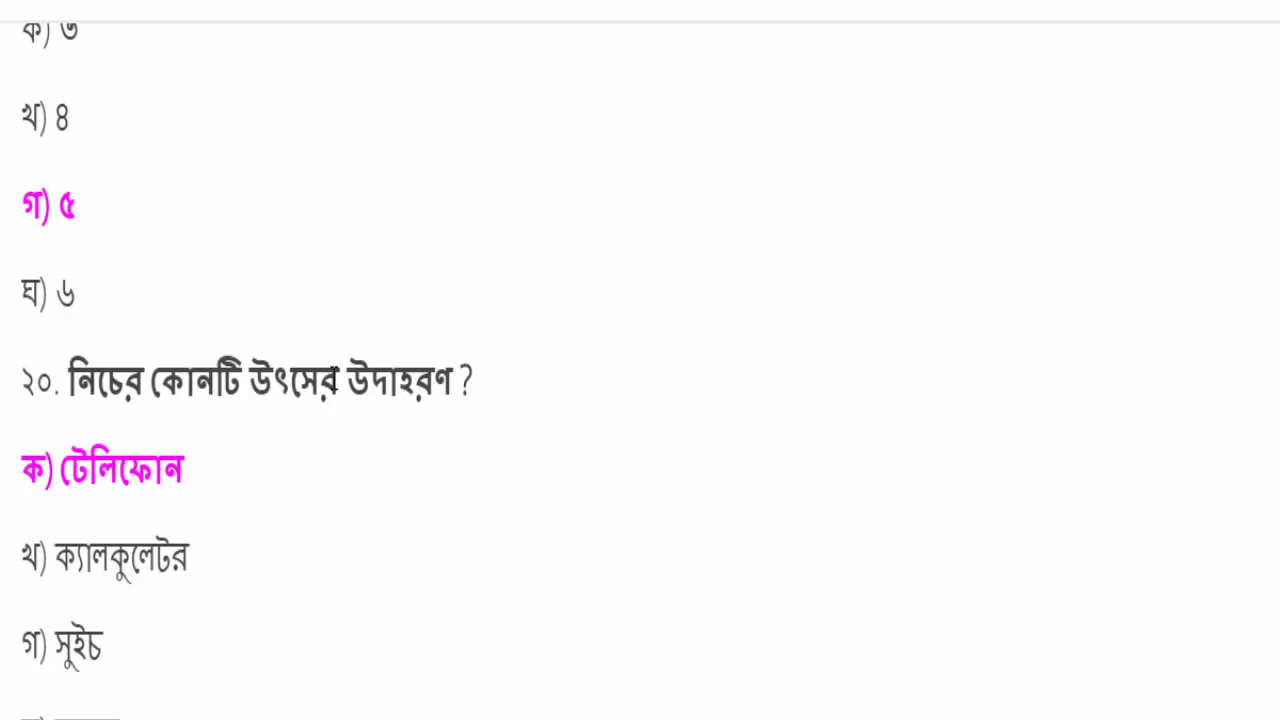 ক) ৩
খ) ৪
গ) ৫
ঘ) ৬
২০. নিচের কোনটি উৎসের উদাহরণ ?
ক) টেলিফোন
খ) ক্যালকুলেটর
গ) সুইচ